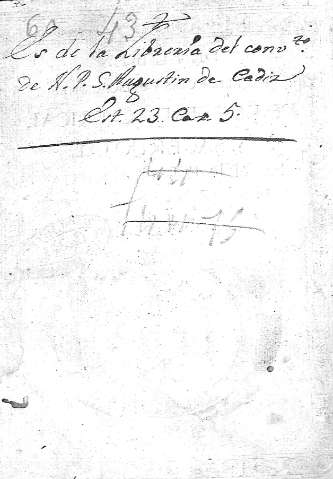 60 43
Es de la Libreria del conv.to
de N. P. S. Augustin de Cadiz
Est. 23. Cax. 5.